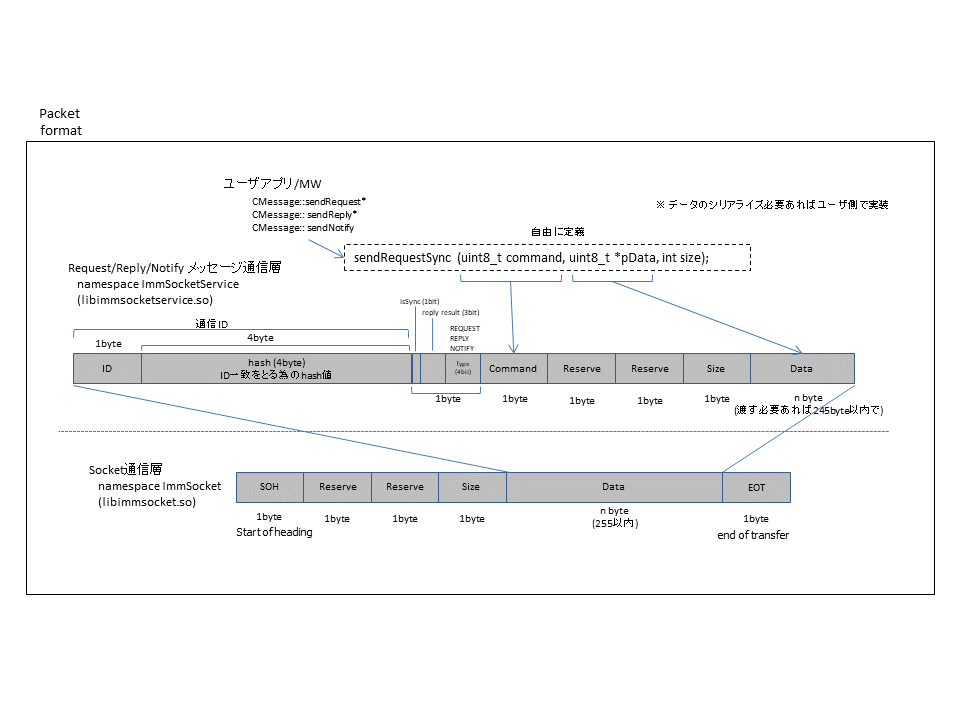 Packet
format
ユーザアプリ/MW
CMessage::sendRequest*
CMessage:: sendReply*
CMessage:: sendNotify
※ データのシリアライズ必要あればユーザ側で実装
自由に定義
sendRequestSync (uint8_t command, uint8_t *pData, int size);
Request/Reply/Notify メッセージ通信層
namespace ImmSocketService
(libimmsocketservice.so)
isSync (1bit)
reply result (3bit)
通信ID
REQUEST
REPLY
NOTIFY
1byte
4byte
ID
hash (4byte)
ID一致をとる為のhash値
Type
(4bit)
Command
Reserve
Reserve
Size
Data
1byte
1byte
1byte
1byte
1byte
n byte
(渡す必要あれば245byte以内で)
Socket通信層
namespace ImmSocket
(libimmsocket.so)
SOH
Reserve
Reserve
Size
Data
EOT
1byte
Start of heading
1byte
1byte
1byte
n byte
(255以内)
1byte
end of transfer